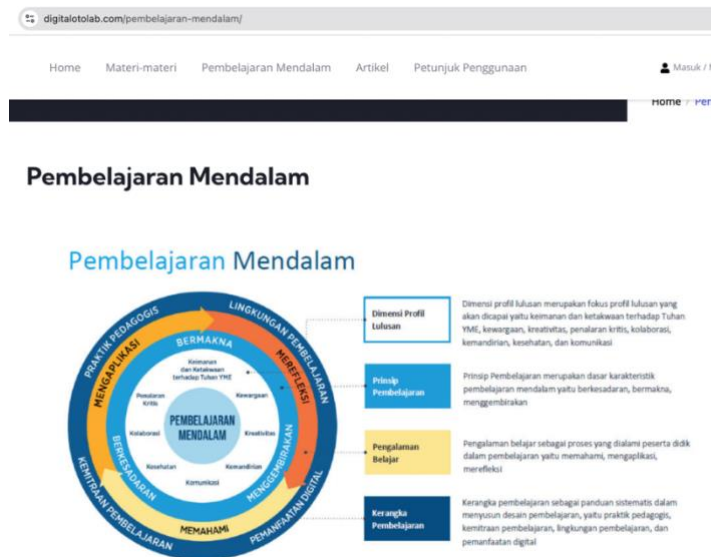 digitalotolab.com/pembelajaran-mendalam/
Home Materi-materi Pembelajaran Mendalam Artikel Petunjuk Penggunaan Masuk /
Home / Per
Pembelajaran Mendalam
Pembelajaran Mendalam
PRAKTIK PEDAGOGIS
LINGKUNGAN PEMBELAJARAN
MENGAPLIKASI
MEREFLEKSI
BERMAKNA
Keimanan
dan Ketakwaan
terhadap Tuhan YME
Penalaran
Kritis
Kewargaan
PEMBELAJARAN
MENDALAM
Kolaborasi
Kreativitas
Kesehatan
Kemandirian
Komunikasi
BERKESADARAN
MENGGEMBIRAKAN
MEMAHAMI
KEMITRAAN PEMBELAJARAN
PEMANFAATAN DIGITAL
Dimensi Profil
Lulusan
Dimensi profil lulusan merupakan fokus profil lulusan yang
akan dicapai yaitu keimanan dan ketakwaan terhadap Tuhan
YME, kewargaan, kreativitas, penalaran kritis, kolaborasi,
kemandirian, kesehatan, dan komunikasi
Prinsip
Pembelajaran
Prinsip Pembelajaran merupakan dasar karakteristik
pembelajaran mendalam yaitu berkesadaran, bermakna,
menggembirakan
Pengalaman
Belajar
Pengalaman belajar sebagai proses yang dialami peserta didik
dalam pembelajaran yaitu memahami, mengaplikasi,
merefleksi
Kerangka
Pembelajaran
Kerangka pembelajaran sebagai panduan sistematis dalam
menyusun desain pembelajaran, yaitu praktik pedagogis,
kemitraan pembelajaran, lingkungan pembelajaran, dan
pemanfaatan digital